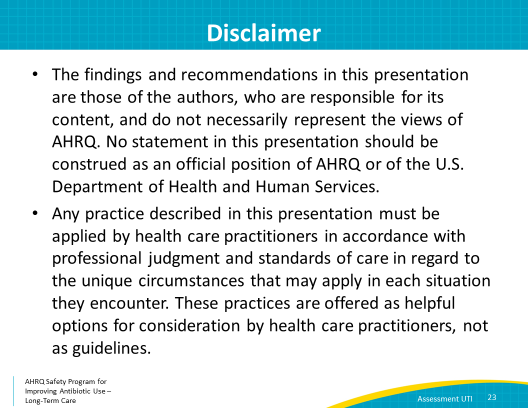 Disclaimer
• The findings and recommendations in this presentation
are those of the authors, who are responsible for its
content, and do not necessarily represent the views of
AHRQ. No statement in this presentation should be
construed as an official position of AHRQ or of the U.S.
Department of Health and Human Services.
• Any practice described in this presentation must be
applied by health care practitioners in accordance with
professional judgment and standards of care in regard to
the unique circumstances that may apply in each situation
they encounter. These practices are offered as helpful
options for consideration by health care practitioners, not
as guidelines.
AHRQ Safety Program for
Improving Antibiotic Use –
Long-Term Care
Assessment UTI 23